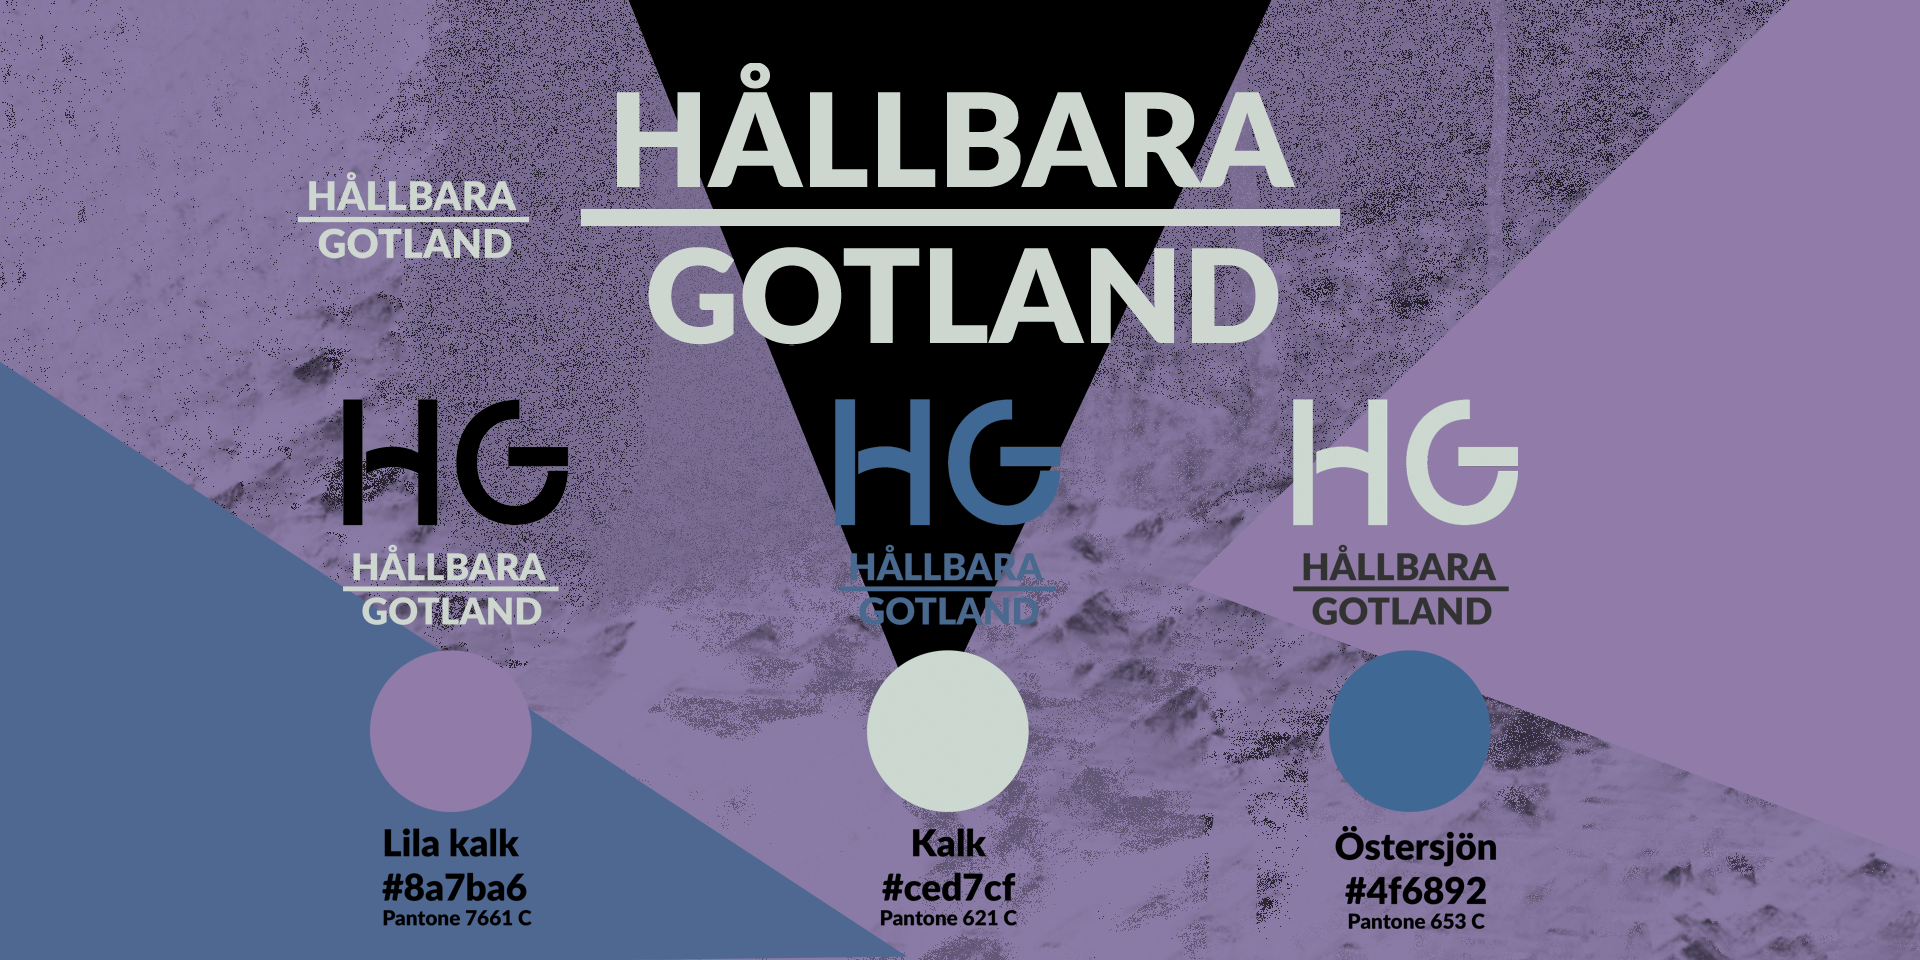 HÅLLBARA
GOTLAND
HÅLLBARA
GOTLAND
HG
HÅLLBARA
GOTLAND
HG
HÅLLBARA
GOTLAND
HG
HÅLLBARA
GOTLAND
Lila kalk
#8a7ba6
Pantone 7661 C
Kalk
#ced7cf
Pantone 621 C
Östersjön
#4f6892
Pantone 653 C